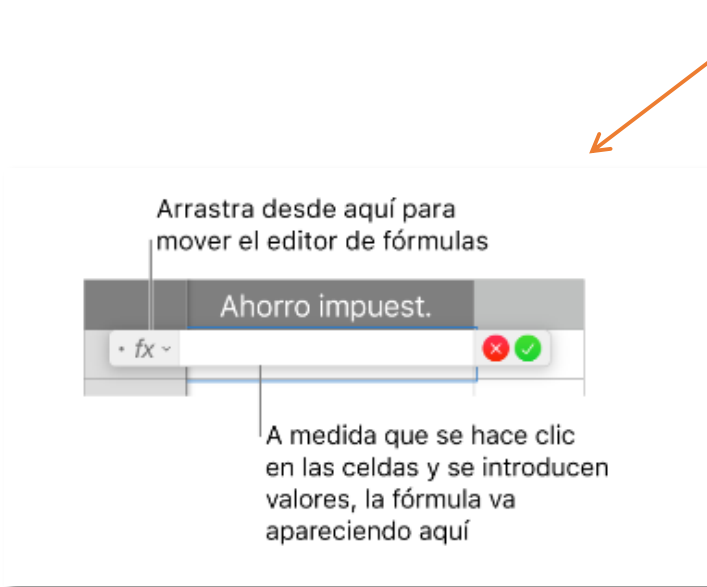 Arrastra desde aquí para
mover el editor de fórmulas
Ahorro impuest.
fx
A medida que se hace clic
en las celdas y se introducen
valores, la fórmula va
apareciendo aquí